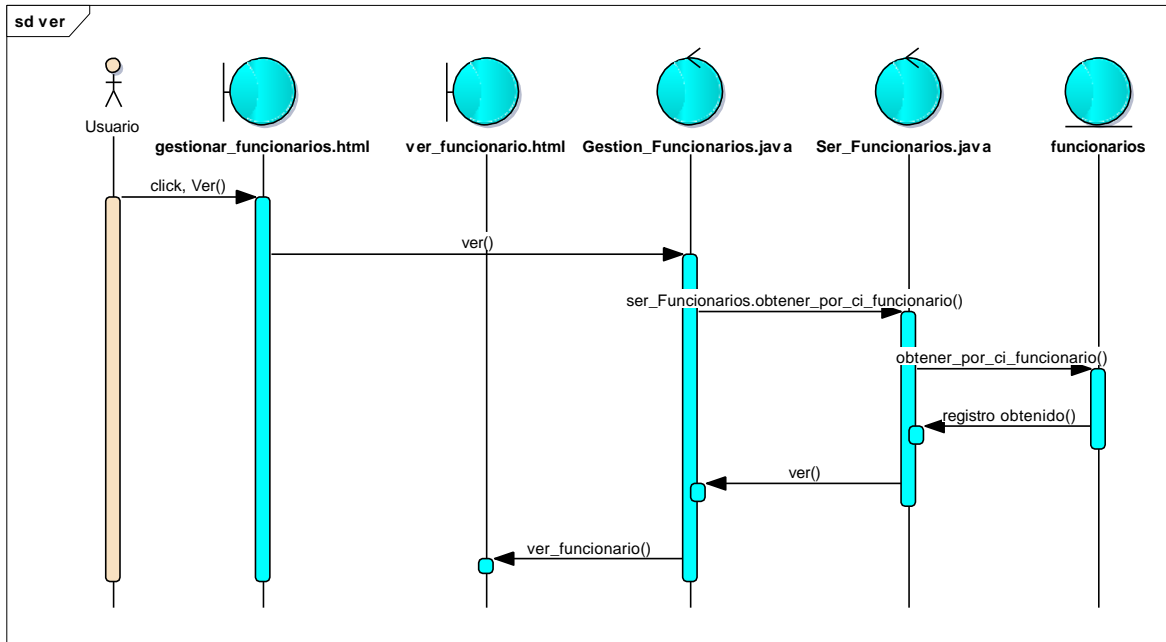 sd ver
Usuario
gestionar_funcionarios.html
ver_funcionario.html
Gestion_Funcionarios.java
Ser_Funcionarios.java
funcionarios
click, Ver()
ver()
ser_Funcionarios.obtener_por_ci_funcionario()
obtener_por_ci_funcionario()
registro obtenido()
ver()
ver_funcionario()